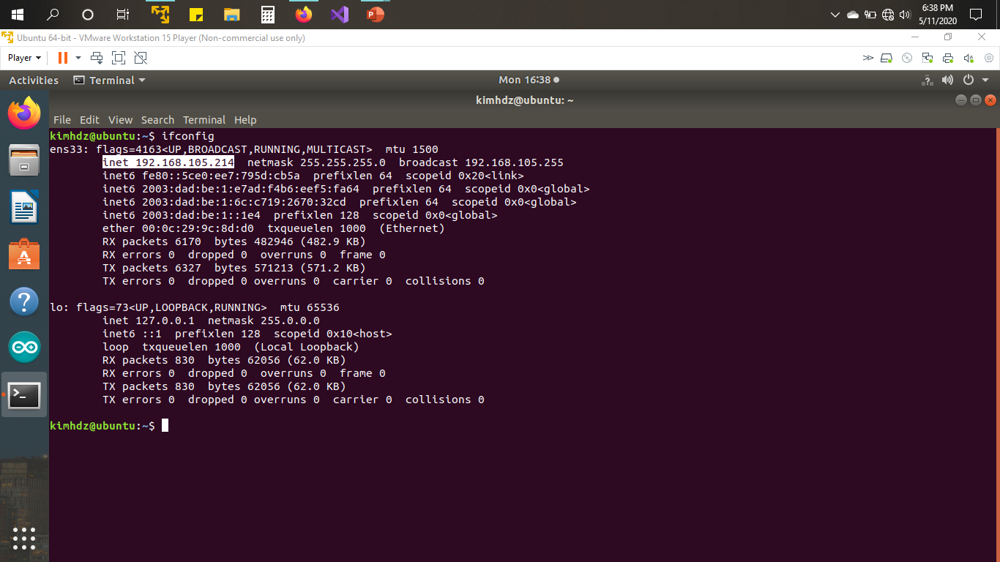 6:38 PM
5/11/2020
Ubuntu 64-bit - VMware Workstation 15 Player (Non-commercial use only)
Player
Activities Terminal Mon 16:38
kimhdz@ubuntu: ~
File Edit View Search Terminal Help
kimhdz@ubuntu:~$ ifconfig
ens33: flags=4163<UP,BROADCAST,RUNNING,MULTICAST>  mtu 1500
        inet 192.168.105.214  netmask 255.255.255.0  broadcast 192.168.105.255
        inet6 fe80::5ce0:ee7:795d:cb5a  prefixlen 64  scopeid 0x20<link>
        inet6 2003:dad:be:1:e7ad:f4b6:eef5:fa64  prefixlen 64  scopeid 0x0<global>
        inet6 2003:dad:be:1:6c:c719:2670:32cd  prefixlen 64  scopeid 0x0<global>
        inet6 2003:dad:be:1::1e4  prefixlen 128  scopeid 0x0<global>
        ether 00:0c:29:9c:8d:d0  txqueuelen 1000  (Ethernet)
        RX packets 6170  bytes 482946 (482.9 KB)
        RX errors 0  dropped 0  overruns 0  frame 0
        TX packets 6327  bytes 571213 (571.2 KB)
        TX errors 0  dropped 0 overruns 0  carrier 0  collisions 0
lo: flags=73<UP,LOOPBACK,RUNNING>  mtu 65536
        inet 127.0.0.1  netmask 255.0.0.0
        inet6 ::1  prefixlen 128  scopeid 0x10<host>
        loop  txqueuelen 1000  (Local Loopback)
        RX packets 830  bytes 62056 (62.0 KB)
        RX errors 0  dropped 0  overruns 0  frame 0
        TX packets 830  bytes 62056 (62.0 KB)
        TX errors 0  dropped 0 overruns 0  carrier 0  collisions 0
kimhdz@ubuntu:~$